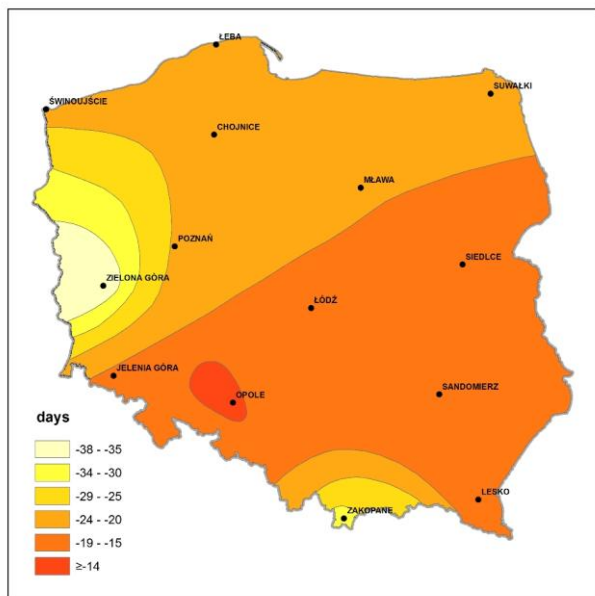 ŁEBA
SUWAŁKI
ŚWINOUJŚCIE
CHOJNICE
MŁAWA
POZNAŃ
SIEDLCE
ZIELONA GÓRA
ŁÓDŹ
JELENIA GÓRA
SANDOMIERZ
OPOLE
days
-38 - -35
-34 - -30
-29 - -25
-24 - -20
-19 - -15
≥-14
LESKO
ZAKOPANE